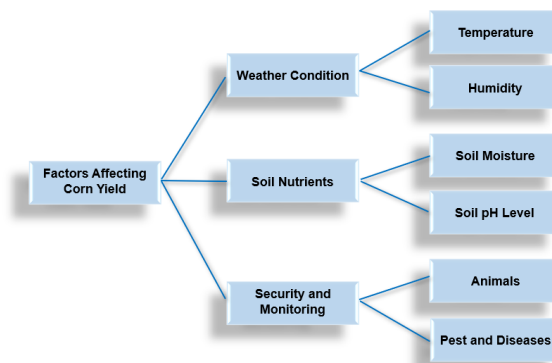 Factors Affecting
Corn Yield
Weather Condition
Temperature
Humidity
Soil Nutrients
Soil Moisture
Soil pH Level
Security and
Monitoring
Animals
Pest and Diseases